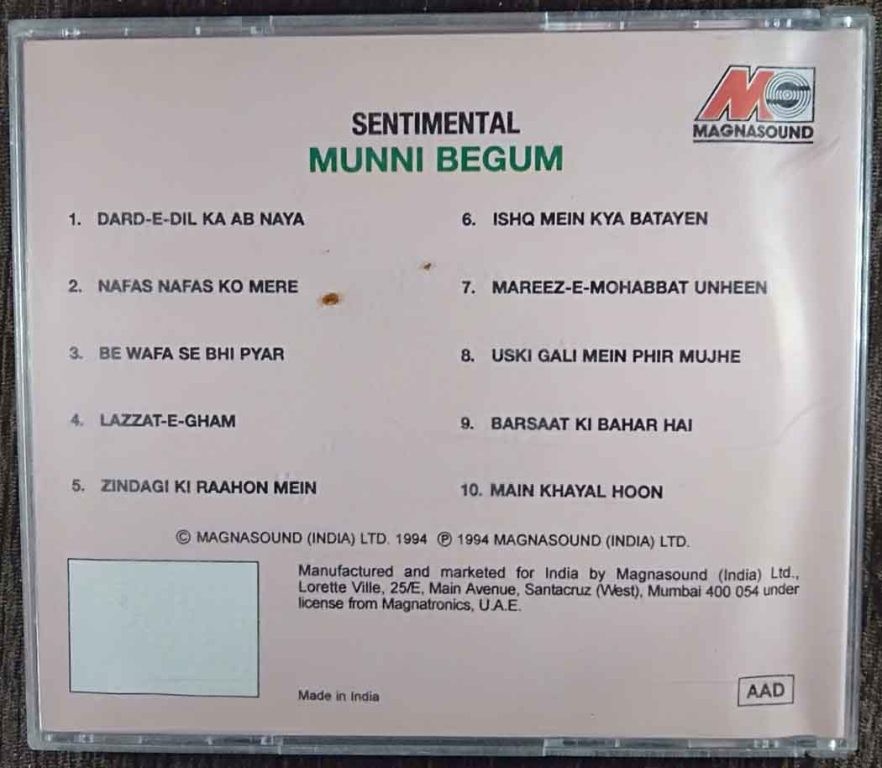 MAGNASOUND
SENTIMENTAL
MUNNI BEGUM
1. DARD-E-DIL KA AB NAYA
2. NAFAS NAFAS KO MERE
3. BE WAFA SE BHI PYAR
4. LAZZAT-E-GHAM
5. ZINDAGI KI RAAHON MEIN
6. ISHQ MEIN KYA BATAYEN
7. MAREEZ-E-MOHABBAT UNHEEN
8. USKI GALI MEIN PHIR MUJHE
9. BARSAAT KI BAHAR HAI
10. MAIN KHAYAL HOON
© MAGNASOUND (INDIA) LTD. 1994 ℗ 1994 MAGNASOUND (INDIA) LTD.
Manufactured and marketed for India by Magnasound (India) Ltd.,
Lorette Ville, 25/E, Main Avenue, Santacruz (West), Mumbai 400 054 under
license from Magnatronics, U.A.E.
Made in India
AAD